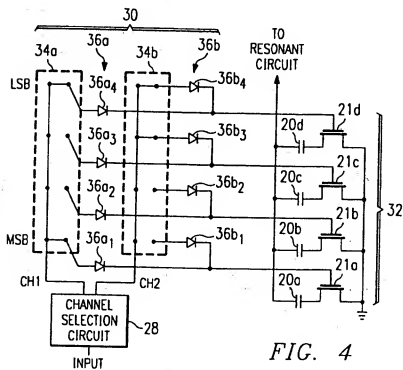 30
34a
36a
34b
36b
TO
RESONANT
CIRCUIT
LSB
36a4
36b4
21d
20d
36a3
36b3
21c
20c
32
36a2
36b2
21b
20b
MSB
36a1
36b1
21a
20a
CH1
CH2
CHANNEL
SELECTION
CIRCUIT
28
INPUT
FIG. 4